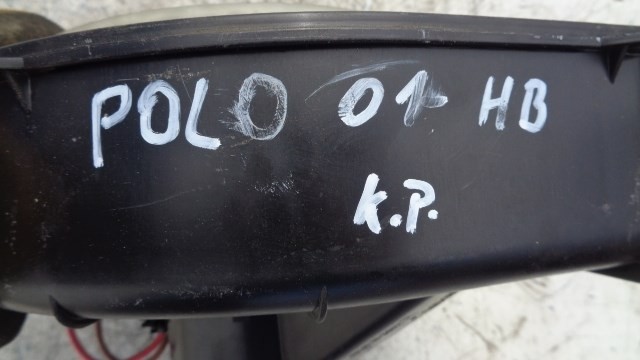 POLO 01- HB
K.P.